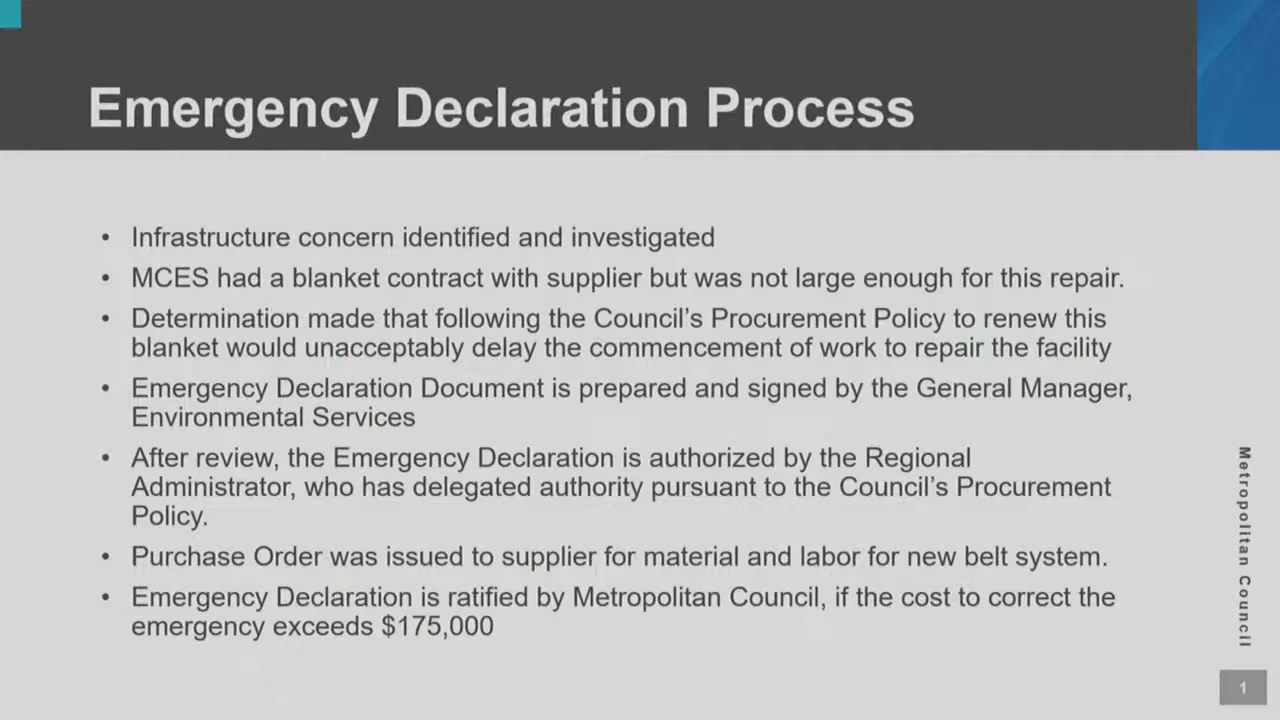 Emergency Declaration Process
• Infrastructure concern identified and investigated
• MCES had a blanket contract with supplier but was not large enough for this repair.
• Determination made that following the Council's Procurement Policy to renew this
blanket would unacceptably delay the commencement of work to repair the facility
• Emergency Declaration Document is prepared and signed by the General Manager,
Environmental Services
• After review, the Emergency Declaration is authorized by the Regional
Administrator, who has delegated authority pursuant to the Council's Procurement
Policy.
• Purchase Order was issued to supplier for material and labor for new belt system.
• Emergency Declaration is ratified by Metropolitan Council, if the cost to correct the
emergency exceeds $175,000
Metropolitan Council
1